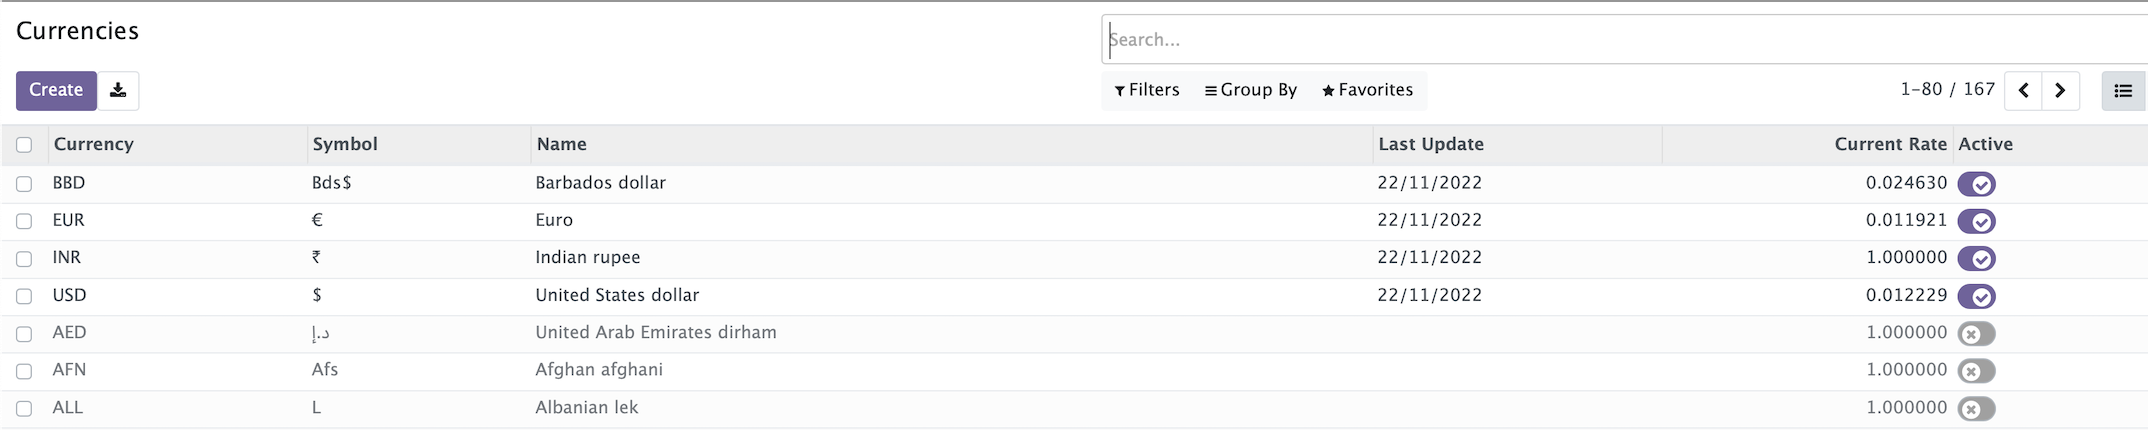 Currencies
Search...
Create
Filters Group By Favorites 1-80 / 167
Currency Symbol Name Last Update Current Rate Active
BBD Bds$ Barbados dollar 22/11/2022 0.024630
EUR € Euro 22/11/2022 0.011921
INR ₹ Indian rupee 22/11/2022 1.000000
USD $ United States dollar 22/11/2022 0.012229
AED د.إ United Arab Emirates dirham 1.000000
AFN Afs Afghan afghani 1.000000
ALL L Albanian lek 1.000000